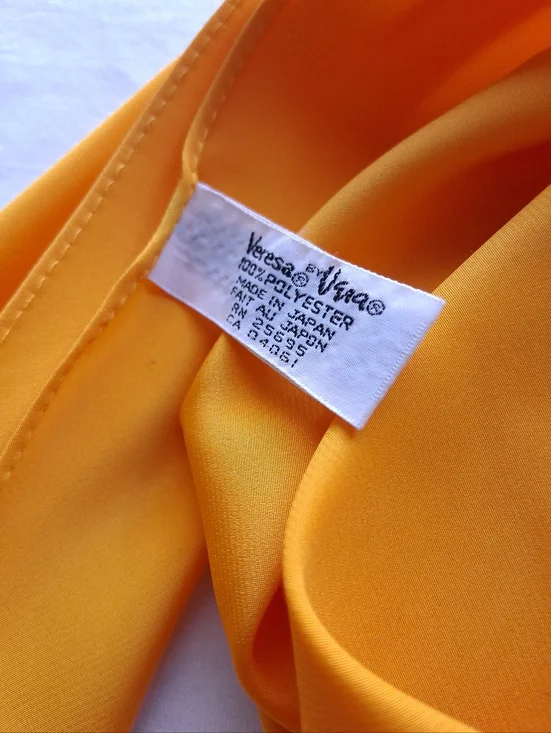 Veresa® BY Vera®
100% POLYESTER
MADE IN JAPAN
FAIT AU JAPON
RN 25695
CA 04061